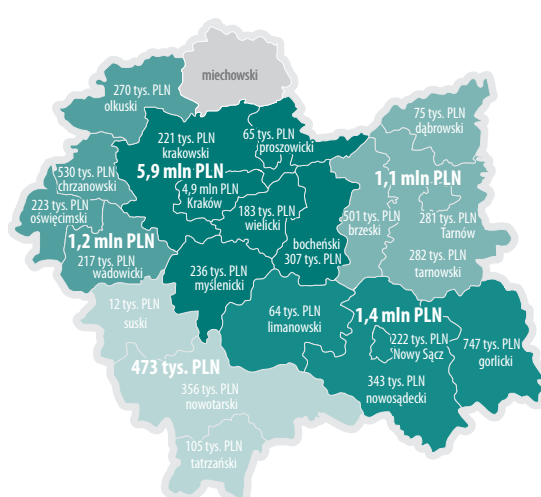 miechowski
270 tys. PLN
olkuski
75 tys. PLN
dąbrowski
221 tys. PLN
krakowski
65 tys. PLN
proszowicki
5,9 mln PLN
530 tys. PLN
chrzanowski
4,9 mln PLN
Kraków
1,1 mln PLN
223 tys. PLN
oświęcimski
183 tys. PLN
wielicki
501 tys. PLN
brzeski
281 tys. PLN
Tarnów
1,2 mln PLN
217 tys. PLN
wadowicki
bocheński
307 tys. PLN
282 tys. PLN
tarnowski
236 tys. PLN
myślenicki
12 tys. PLN
suski
64 tys. PLN
limanowski
1,4 mln PLN
222 tys. PLN
Nowy Sącz
747 tys. PLN
gorlicki
473 tys. PLN
356 tys. PLN
nowotarski
343 tys. PLN
nowosądecki
105 tys. PLN
tatrzański